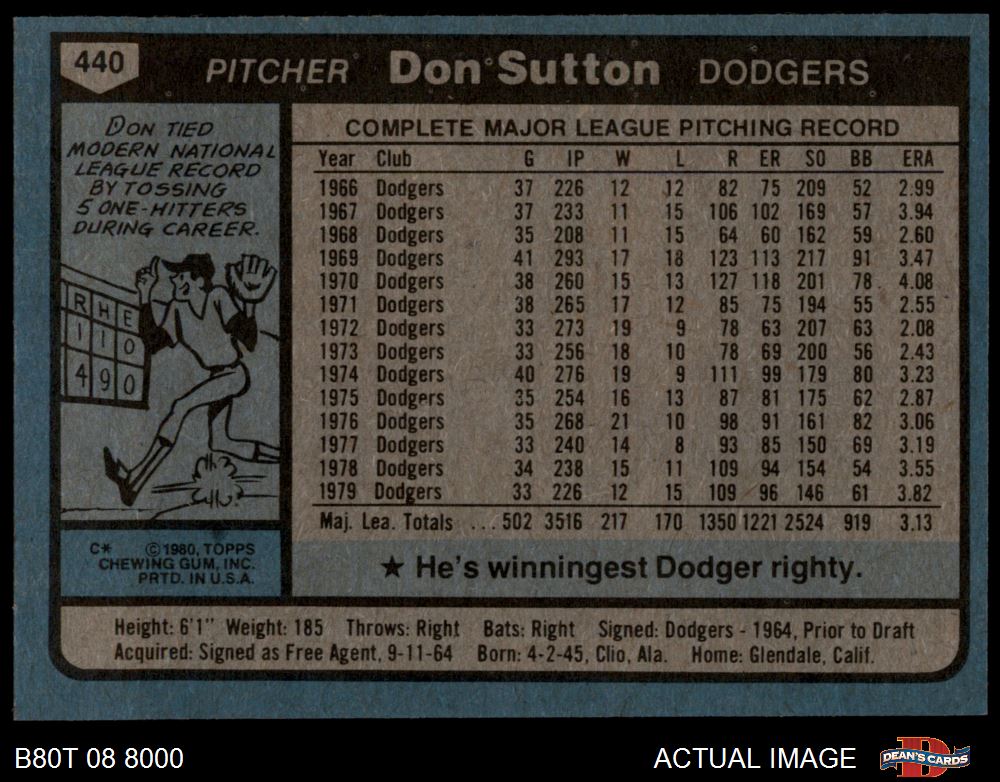 440 PITCHER Don Sutton DODGERS
DON TIED
MODERN NATIONAL
LEAGUE RECORD
BY TOSSING
5 ONE-HITTERS
DURING CAREER.
R H E
1 1 0
4 9 0
C* © 1980, TOPPS
CHEWING GUM, INC.
PRTD. IN U.S.A.
COMPLETE MAJOR LEAGUE PITCHING RECORD
Year Club G IP W L R ER SO BB ERA
1966 Dodgers 37 226 12 12 82 75 209 52 2.99
1967 Dodgers 37 233 11 15 106 102 169 57 3.94
1968 Dodgers 35 208 11 15 64 60 162 59 2.60
1969 Dodgers 41 293 17 18 123 113 217 91 3.47
1970 Dodgers 38 260 15 13 127 118 201 78 4.08
1971 Dodgers 38 265 17 12 85 75 194 55 2.55
1972 Dodgers 33 273 19 9 78 63 207 63 2.08
1973 Dodgers 33 256 18 10 78 69 200 56 2.43
1974 Dodgers 40 276 19 9 111 99 179 80 3.23
1975 Dodgers 35 254 16 13 87 81 175 62 2.87
1976 Dodgers 35 268 21 10 98 91 161 82 3.06
1977 Dodgers 33 240 14 8 93 85 150 69 3.19
1978 Dodgers 34 238 15 11 109 94 154 54 3.55
1979 Dodgers 33 226 12 15 109 96 146 61 3.82
Maj. Lea. Totals ... 502 3516 217 170 1350 1221 2524 919 3.13
★ He's winningest Dodger righty.
Height: 6'1" Weight: 185 Throws: Right Bats: Right Signed: Dodgers - 1964, Prior to Draft
Acquired: Signed as Free Agent, 9-11-64 Born: 4-2-45, Clio, Ala. Home: Glendale, Calif.
B80T 08 8000 ACTUAL IMAGE DEAN'S CARDS